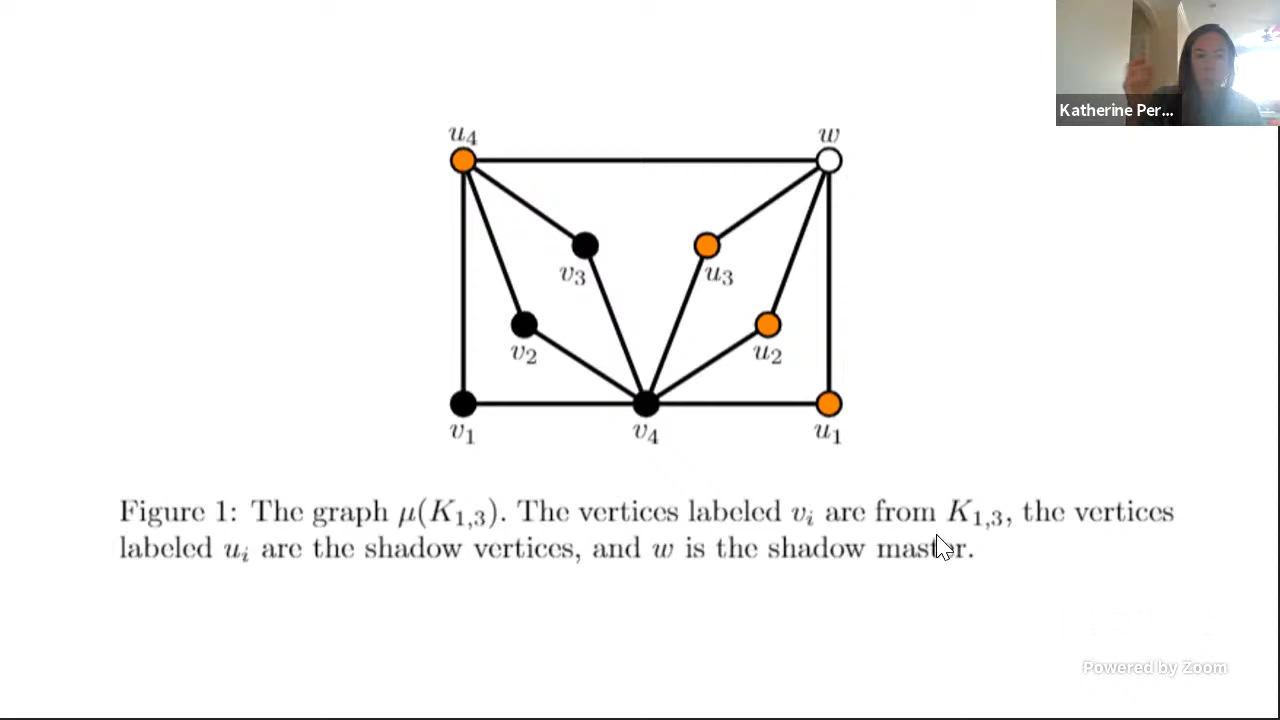 Katherine Per...
u4
w
v3
u3
v2
u2
v1
v4
u1
Figure 1: The graph μ(K1,3). The vertices labeled vi are from K1,3, the vertices
labeled ui are the shadow vertices, and w is the shadow master.
Powered by Zoom